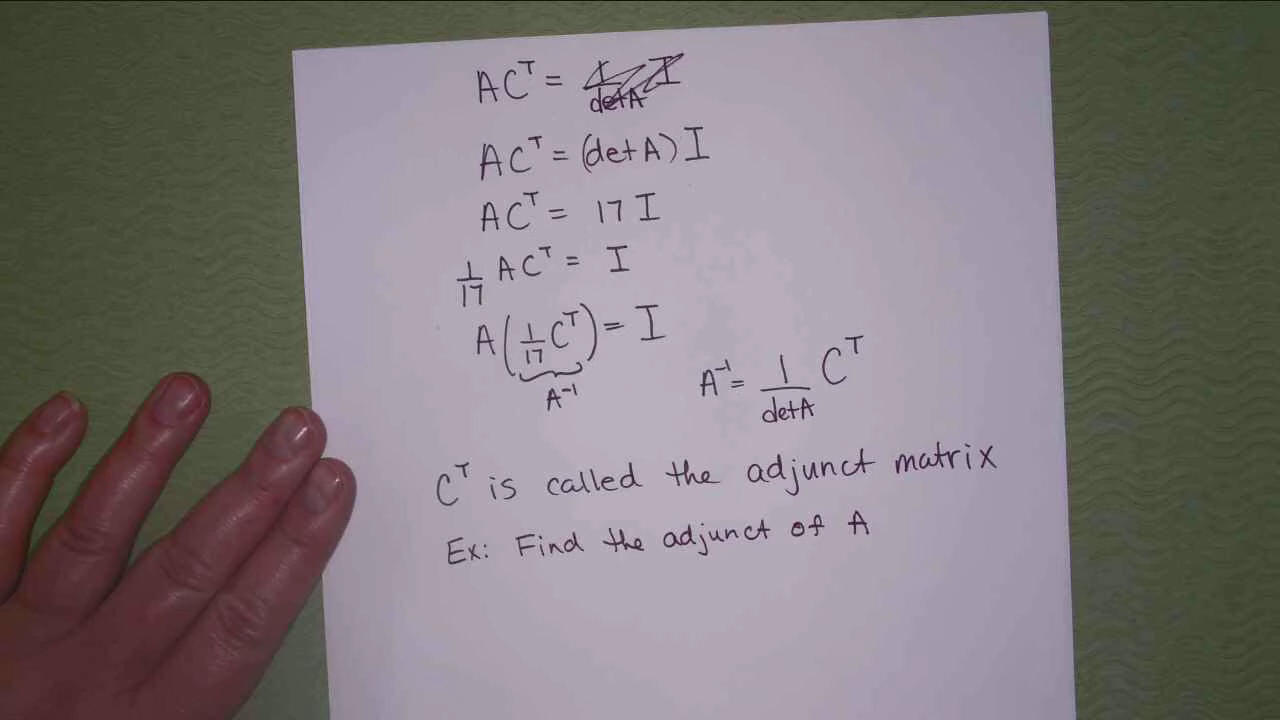 ACᵀ = 1/detA I
ACᵀ = (detA) I
ACᵀ = 17 I
1/17 ACᵀ = I
A(1/17 Cᵀ) = I
A⁻¹
A⁻¹ = 1/detA Cᵀ
Cᵀ is called the adjunct matrix
Ex: Find the adjunct of A